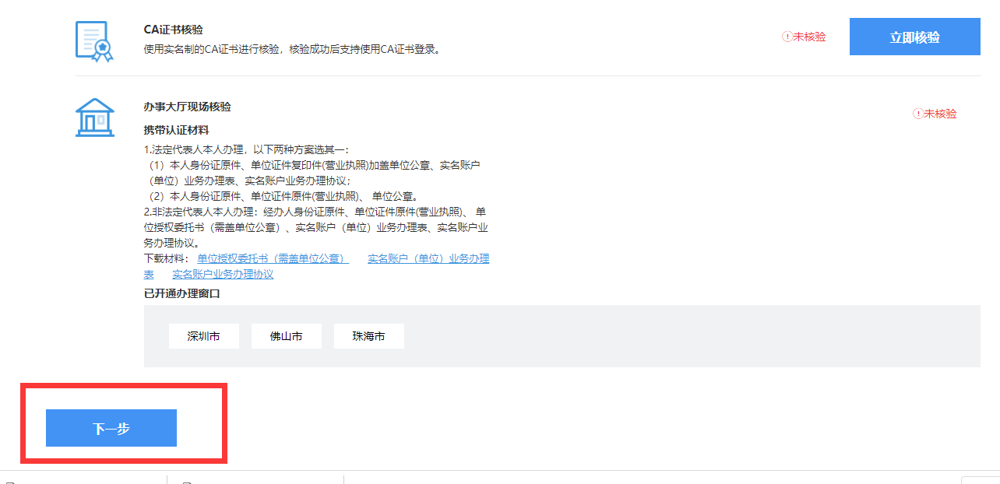 CA证书核验
使用实名制的CA证书进行核验，核验成功后支持使用CA证书登录。
未核验
立即核验
办事大厅现场核验
未核验
携带认证材料
1.法定代表人本人办理，以下两种方案选其一：
（1）本人身份证原件、单位证件复印件(营业执照)加盖单位公章、实名账户
（单位）业务办理表、实名账户业务办理协议；
（2）本人身份证原件、单位证件原件(营业执照)、 单位公章。
2.非法定代表人本人办理：经办人身份证原件、单位证件原件(营业执照)、 单
位授权委托书（需盖单位公章）、实名账户（单位）业务办理表、实名账户业
务办理协议。
下载材料： 单位授权委托书（需盖单位公章） 实名账户（单位）业务办理
表 实名账户业务办理协议
已开通办理窗口
深圳市 佛山市 珠海市
下一步